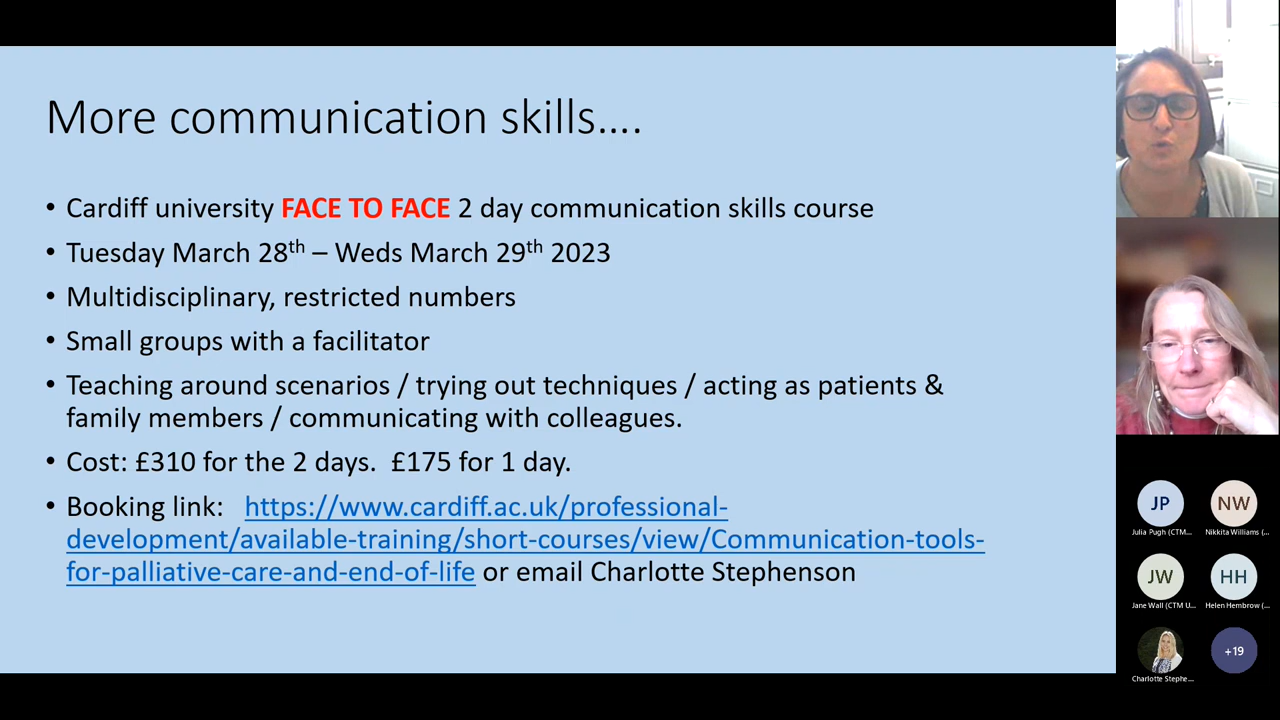 More communication skills….
• Cardiff university FACE TO FACE 2 day communication skills course
• Tuesday March 28th – Weds March 29th 2023
• Multidisciplinary, restricted numbers
• Small groups with a facilitator
• Teaching around scenarios / trying out techniques / acting as patients &
family members / communicating with colleagues.
• Cost: £310 for the 2 days.  £175 for 1 day.
• Booking link:   https://www.cardiff.ac.uk/professional-
development/available-training/short-courses/view/Communication-tools-
for-palliative-care-and-end-of-life or email Charlotte Stephenson
JP NW
Julia Pugh (CTM... Nikkita Williams (...
JW HH
Jane Wall (CTM U... Helen Hembrow (...
+19
Charlotte Stephe...